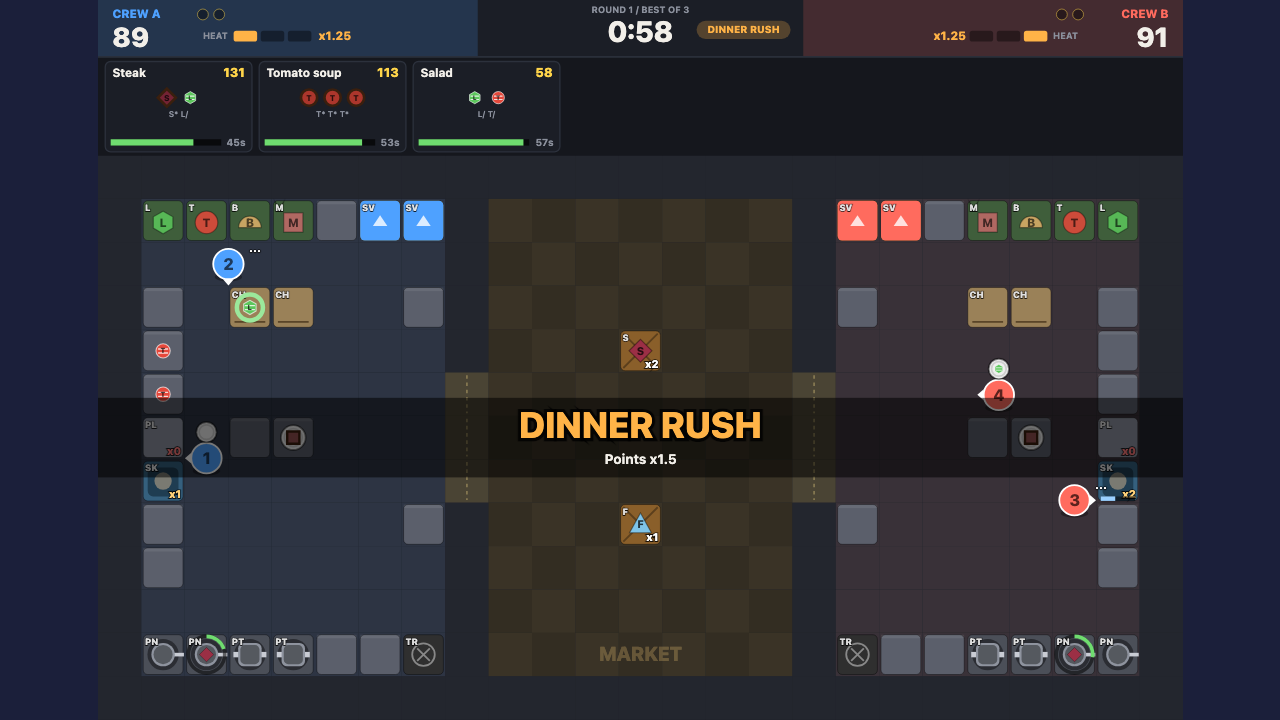 CREW A
89
HEAT
x1.25
ROUND 1 / BEST OF 3
0:58
DINNER RUSH
CREW B
x1.25
HEAT
91
Steak 131
S L
S* L/
45s
Tomato soup 113
T T T
T* T* T*
53s
Salad 58
L
L/ T/
57s
L T B M SV SV
L T B M
SV SV M B T L
M B T L
2
...
CH CH
L
CH CH
S
S
x2
4
DINNER RUSH
Points x1.5
PL
x0
1
PL
x0
SK
x1
SK
x2
3
...
F
F
x1
PN PN PT PT TR
MARKET
TR PT PT PN PN